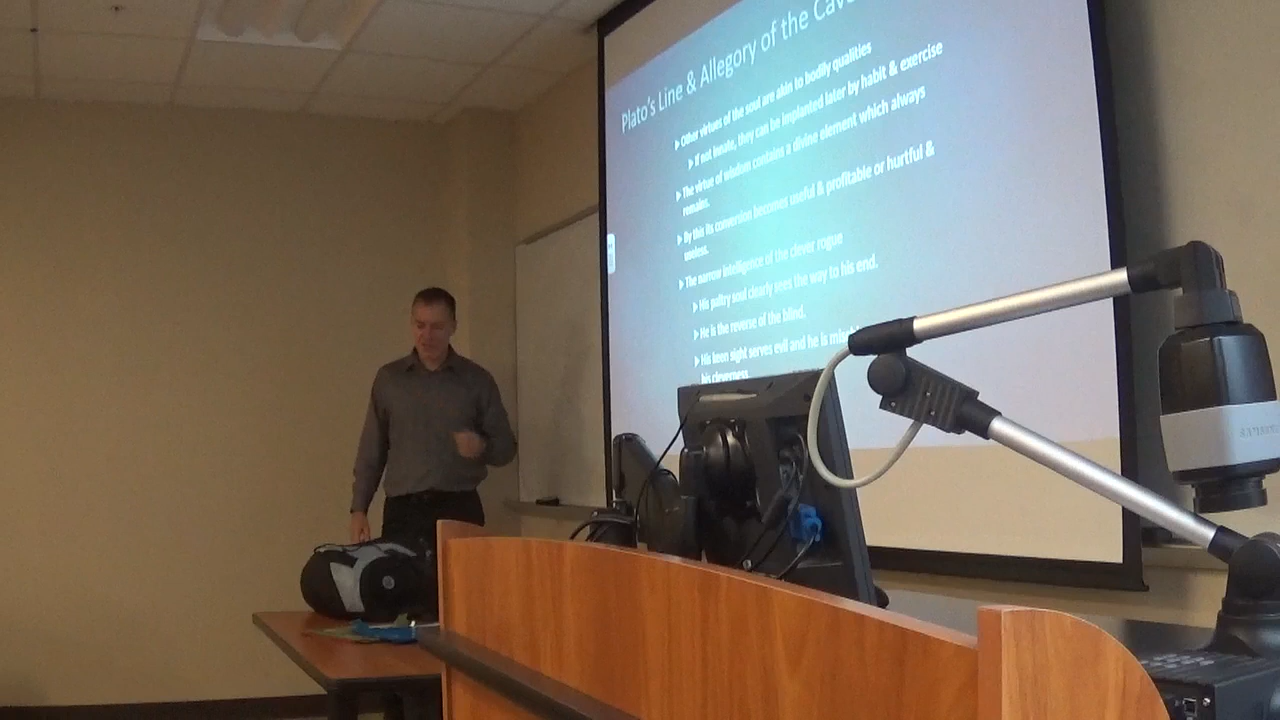 Plato's Line & Allegory of the Cave
▶ Other virtues of the soul are akin to bodily qualities
▶ If not innate, they can be implanted later by habit & exercise
▶ The virtue of wisdom contains a divine element which always
remains.
▶ By this its conversion becomes useful & profitable or hurtful &
useless.
▶ The narrow intelligence of the clever rogue
▶ His paltry soul clearly sees the way to his end.
▶ He is the reverse of the blind.
▶ His keen sight serves evil and he is
his cleverness
SAMSUNG